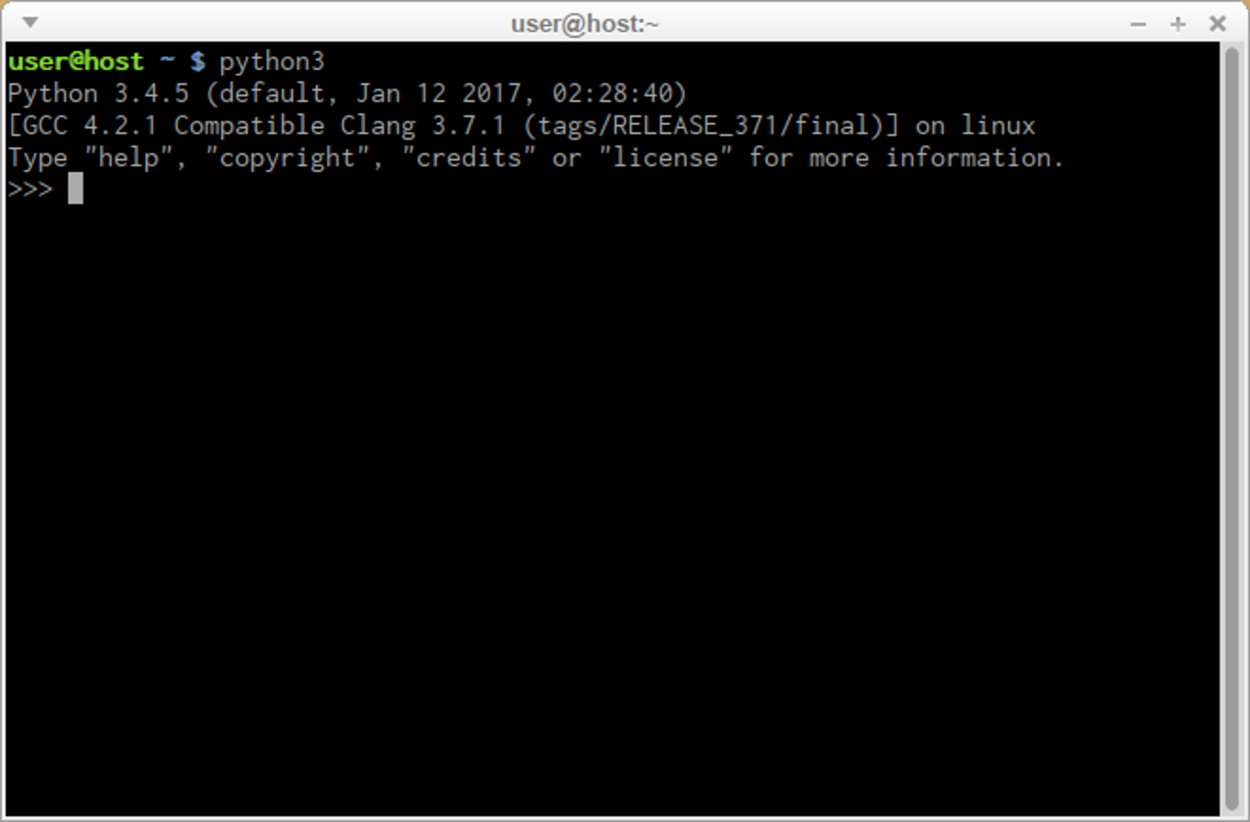 user@host:~
user@host ~ $ python3
Python 3.4.5 (default, Jan 12 2017, 02:28:40)
[GCC 4.2.1 Compatible Clang 3.7.1 (tags/RELEASE_371/final)] on linux
Type "help", "copyright", "credits" or "license" for more information.
>>>